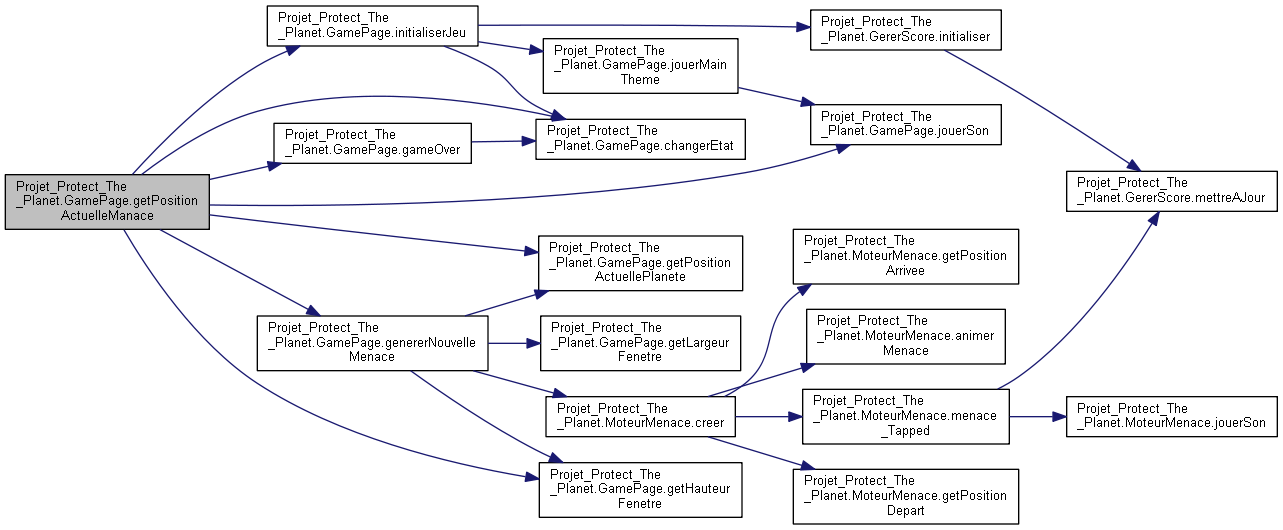 Projet_Protect_The
_Planet.GamePage.getPosition
ActuelleManace
Projet_Protect_The
_Planet.GamePage.initialiserJeu
Projet_Protect_The
_Planet.GamePage.gameOver
Projet_Protect_The
_Planet.GamePage.genererNouvelle
Menace
Projet_Protect_The
_Planet.GamePage.jouerMain
Theme
Projet_Protect_The
_Planet.GamePage.changerEtat
Projet_Protect_The
_Planet.GamePage.getPosition
ActuellePlanete
Projet_Protect_The
_Planet.GamePage.getLargeur
Fenetre
Projet_Protect_The
_Planet.MoteurMenace.creer
Projet_Protect_The
_Planet.GamePage.getHauteur
Fenetre
Projet_Protect_The
_Planet.GererScore.initialiser
Projet_Protect_The
_Planet.GamePage.jouerSon
Projet_Protect_The
_Planet.MoteurMenace.getPosition
Arrivee
Projet_Protect_The
_Planet.MoteurMenace.animer
Menace
Projet_Protect_The
_Planet.MoteurMenace.menace
_Tapped
Projet_Protect_The
_Planet.MoteurMenace.getPosition
Depart
Projet_Protect_The
_Planet.GererScore.mettreAJour
Projet_Protect_The
_Planet.MoteurMenace.jouerSon